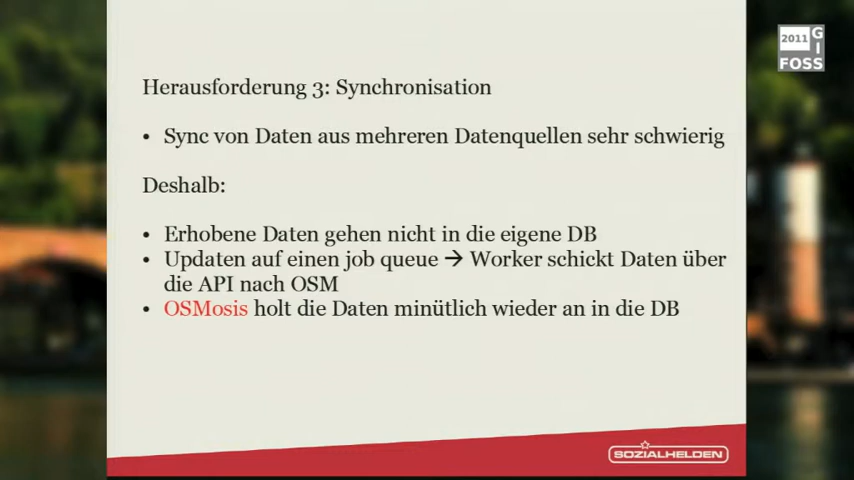 Herausforderung 3: Synchronisation
• Sync von Daten aus mehreren Datenquellen sehr schwierig
Deshalb:
• Erhobene Daten gehen nicht in die eigene DB
• Updaten auf einen job queue → Worker schickt Daten über
die API nach OSM
• OSMosis holt die Daten minütlich wieder an in die DB
SOZIALHELDEN
2011 G
I
FOSS